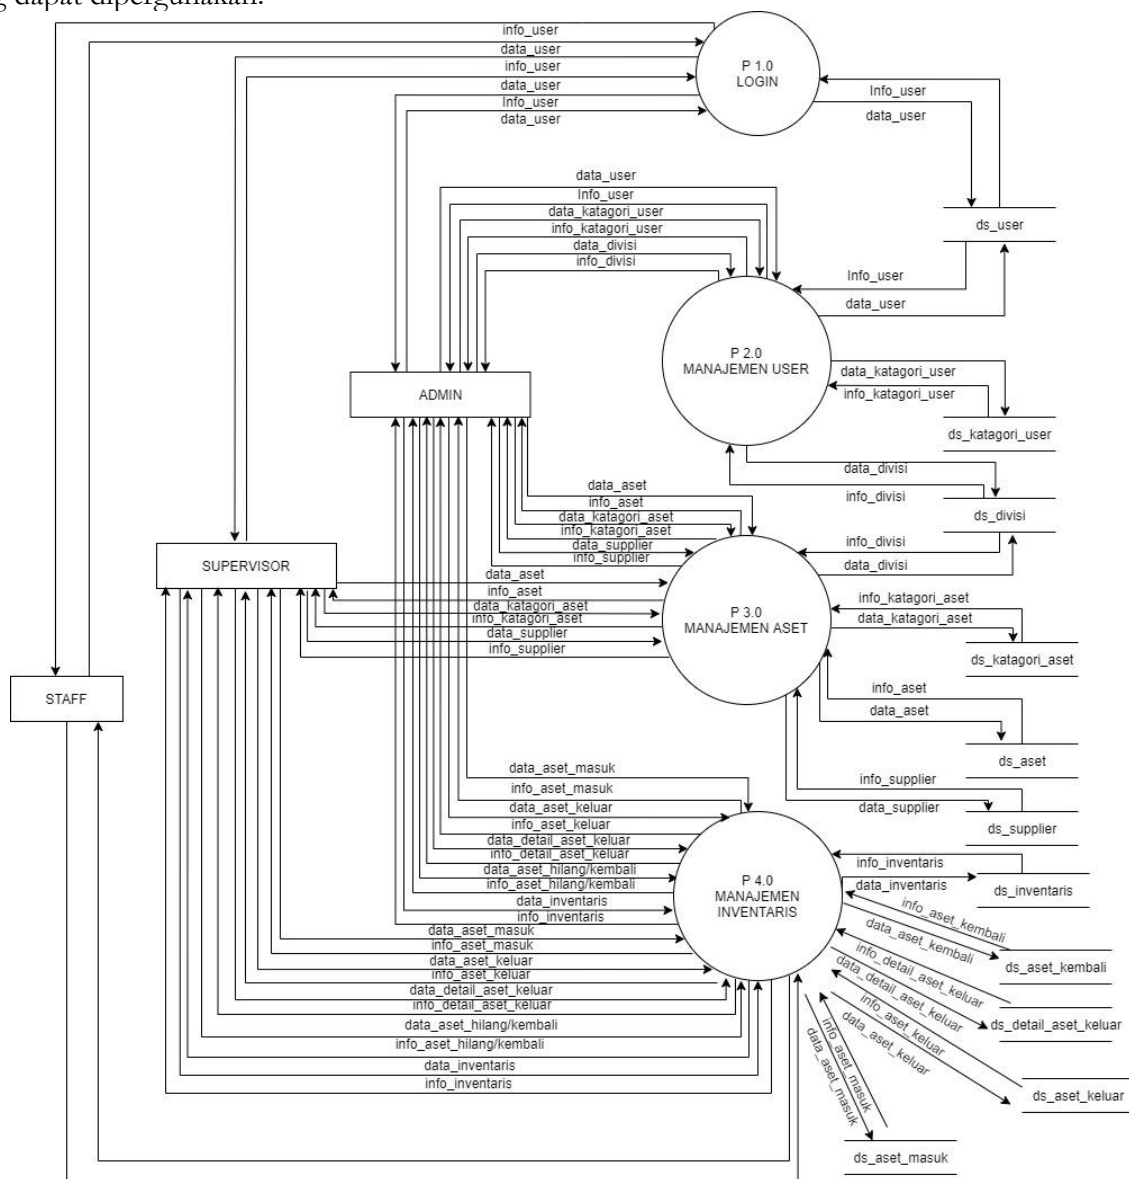 g dapat dipergunakan.
info_user
data_user
info_user
data_user
Info_user
data_user
P 1.0
LOGIN
Info_user
data_user
ds_user
data_user
Info_user
data_katagori_user
info_katagori_user
data_divisi
info_divisi
Info_user
data_user
P 2.0
MANAJEMEN USER
data_katagori_user
info_katagori_user
ds_katagori_user
ADMIN
data_divisi
info_divisi
ds_divisi
info_divisi
data_divisi
data_aset
info_aset
data_katagori_aset
info_katagori_aset
data_supplier
info_supplier
SUPERVISOR
data_aset
info_aset
data_katagori_aset
info_katagori_aset
data_supplier
info_supplier
P 3.0
MANAJEMEN ASET
info_katagori_aset
data_katagori_aset
ds_katagori_aset
STAFF
info_aset
data_aset
ds_aset
info_supplier
data_supplier
ds_supplier
data_aset_masuk
info_aset_masuk
data_aset_keluar
info_aset_keluar
data_detail_aset_keluar
info_detail_aset_keluar
data_aset_hilang/kembali
info_aset_hilang/kembali
data_inventaris
info_inventaris
data_aset_masuk
info_aset_masuk
data_aset_keluar
info_aset_keluar
data_detail_aset_keluar
info_detail_aset_keluar
data_aset_hilang/kembali
info_aset_hilang/kembali
data_inventaris
info_inventaris
P 4.0
MANAJEMEN
INVENTARIS
info_inventaris
data_inventaris
ds_inventaris
info_aset_kembali
data_aset_kembali
ds_aset_kembali
info_detail_aset_keluar
data_detail_aset_keluar
ds_detail_aset_keluar
info_aset_keluar
data_aset_keluar
ds_aset_keluar
info_aset_masuk
data_aset_masuk
ds_aset_masuk